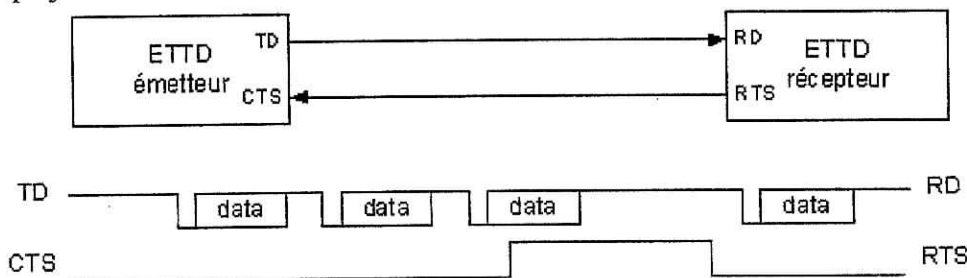 ETTD
émetteur
TD
CTS
RD
RTS
ETTD
récepteur
TD
data
data
data
data
RD
CTS
RTS